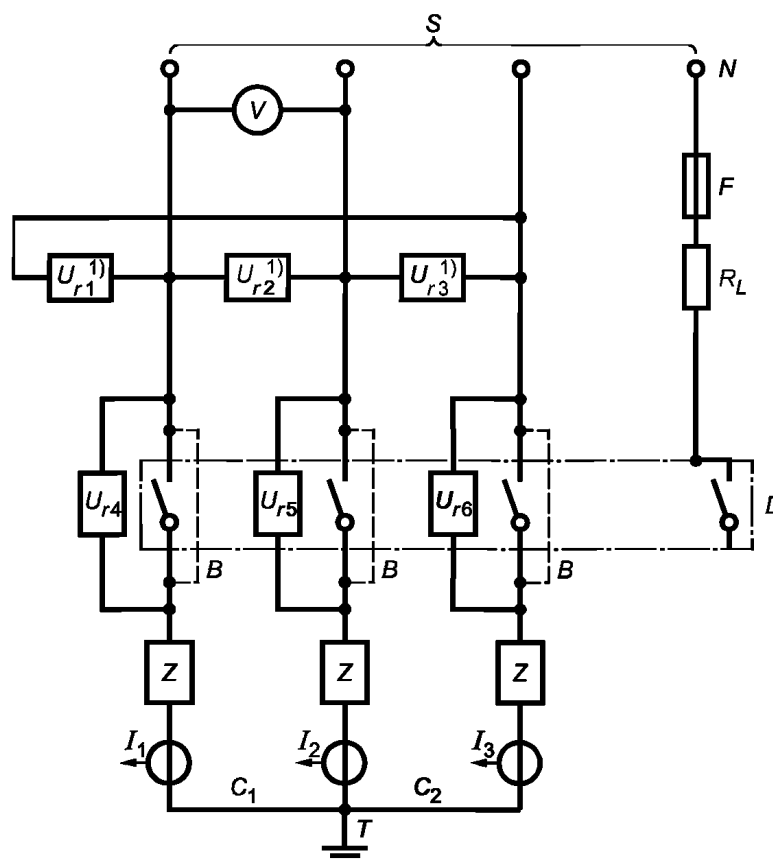 S
N
V
F
U_r1 1)
U_r2 1)
U_r3 1)
R_L
U_r4
U_r5
U_r6
B
B
B
Z
Z
Z
I_1
I_2
I_3
C_1
C_2
T